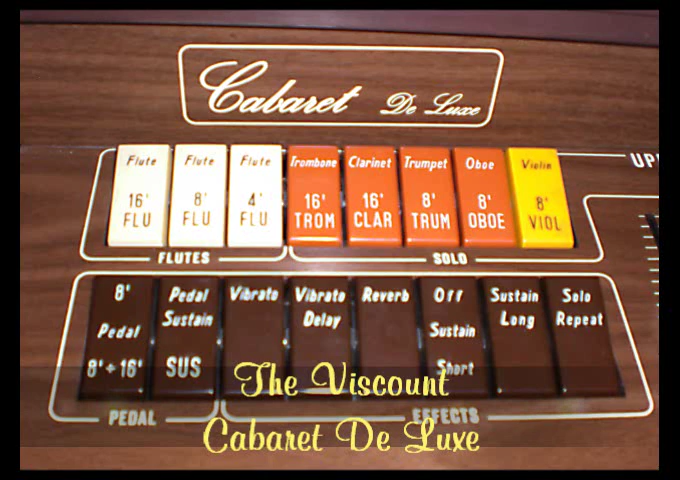 Cabaret De Luxe
Flute Flute Flute Trombone Clarinet Trumpet Oboe Violin
16' 8' 4' 16' 16' 8' 8' 8'
FLU FLU FLU TROM CLAR TRUM OBOE VIOL
FLUTES SOLO
8' Pedal Vibrato Vibrato Reverb Off Sustain Solo
Sustain Delay Long Repeat
Pedal Sustain
8'+16' SUS Short
PEDAL EFFECTS
The Viscount
Cabaret De Luxe